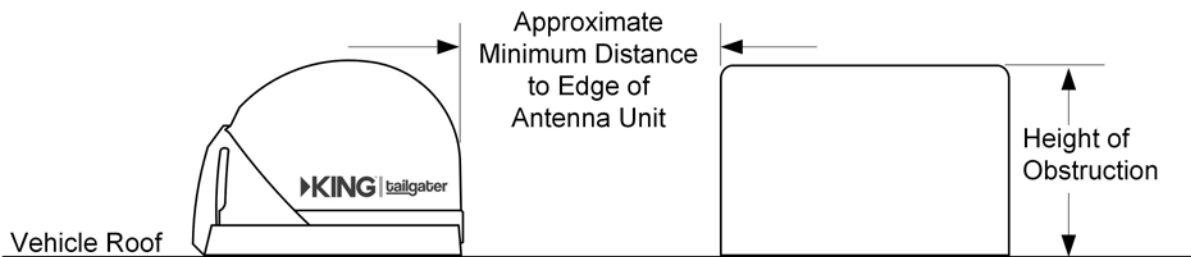 Approximate
Minimum Distance
to Edge of
Antenna Unit
KING tailgater
Height of
Obstruction
Vehicle Roof